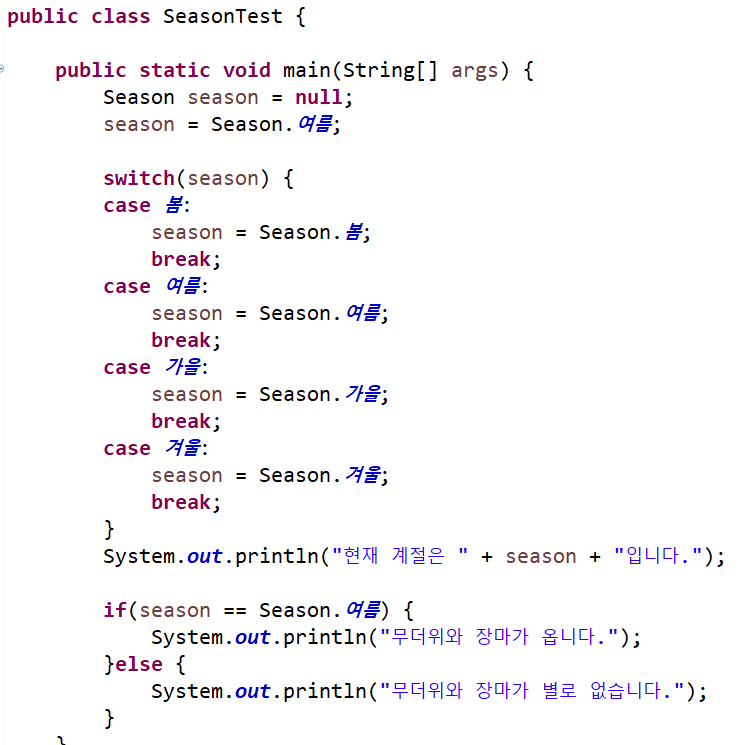 public class SeasonTest {
public static void main(String[] args) {
Season season = null;
season = Season.여름;
switch(season) {
case 봄:
season = Season.봄;
break;
case 여름:
season = Season.여름;
break;
case 가을:
season = Season.가을;
break;
case 겨울:
season = Season.겨울;
break;
}
System.out.println("현재 계절은 " + season + "입니다.");
if(season == Season.여름) {
System.out.println("무더위와 장마가 옵니다.");
}else {
System.out.println("무더위와 장마가 별로 없습니다.");
}
}